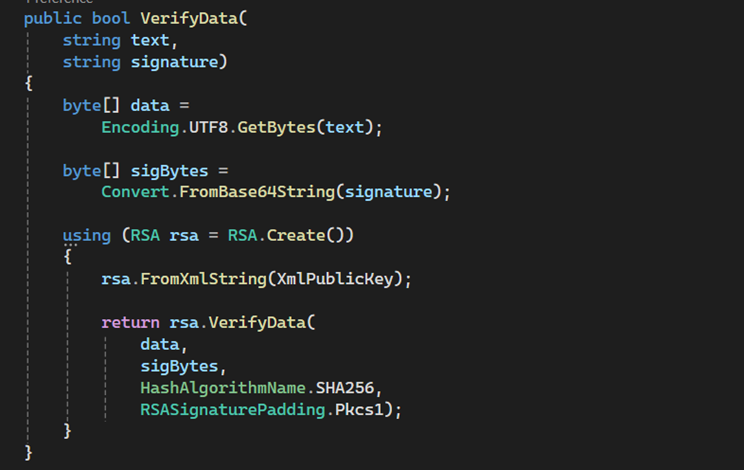 public bool VerifyData(
string text,
string signature)
{
byte[] data =
Encoding.UTF8.GetBytes(text);
byte[] sigBytes =
Convert.FromBase64String(signature);
using (RSA rsa = RSA.Create())
{
rsa.FromXmlString(XmlPublicKey);
return rsa.VerifyData(
data,
sigBytes,
HashAlgorithmName.SHA256,
RSASignaturePadding.Pkcs1);
}
}